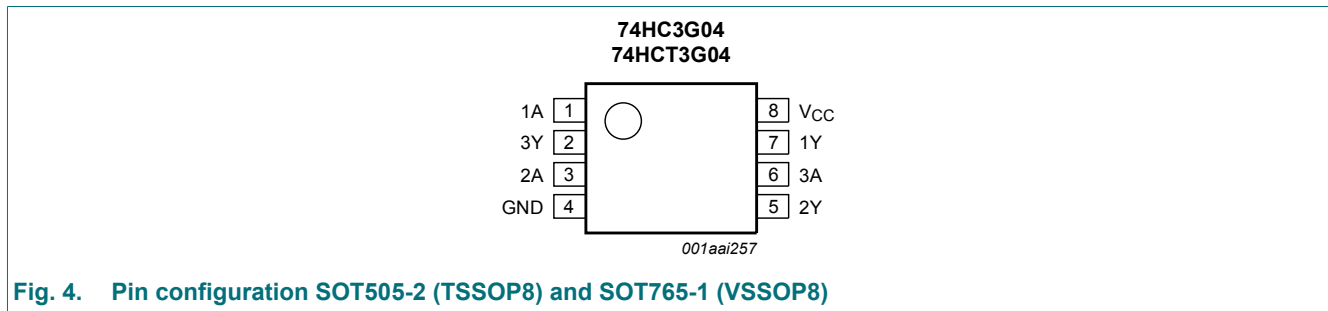 74HC3G04
74HCT3G04
1A 1 8 VCC
3Y 2 7 1Y
2A 3 6 3A
GND 4 5 2Y
001aai257
Fig. 4. Pin configuration SOT505-2 (TSSOP8) and SOT765-1 (VSSOP8)